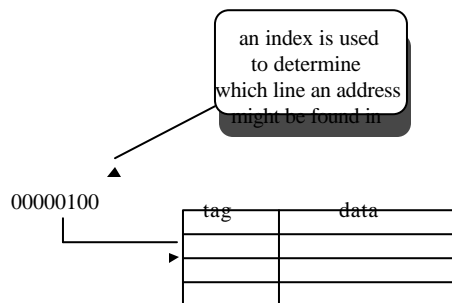 an index is used
to determine
which line an address
might be found in
00000100
tag data